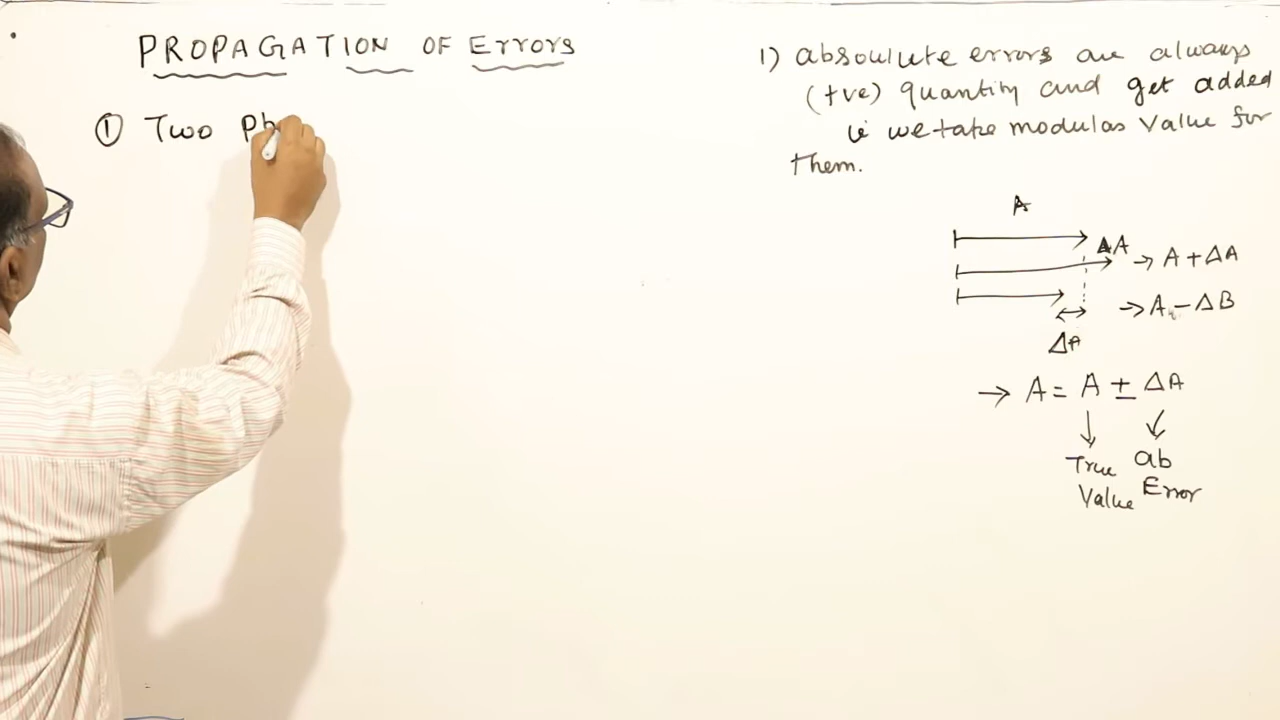 PROPAGATION OF Errors
① Two Ph
1) absoulute errors are always
(+ve) quantity and get added
ie we take modulas value for
Them.
A
ΔA → A + ΔA
→ A - ΔB
ΔA
→ A = A ± ΔA
↓ ↓
True ab
Value Error